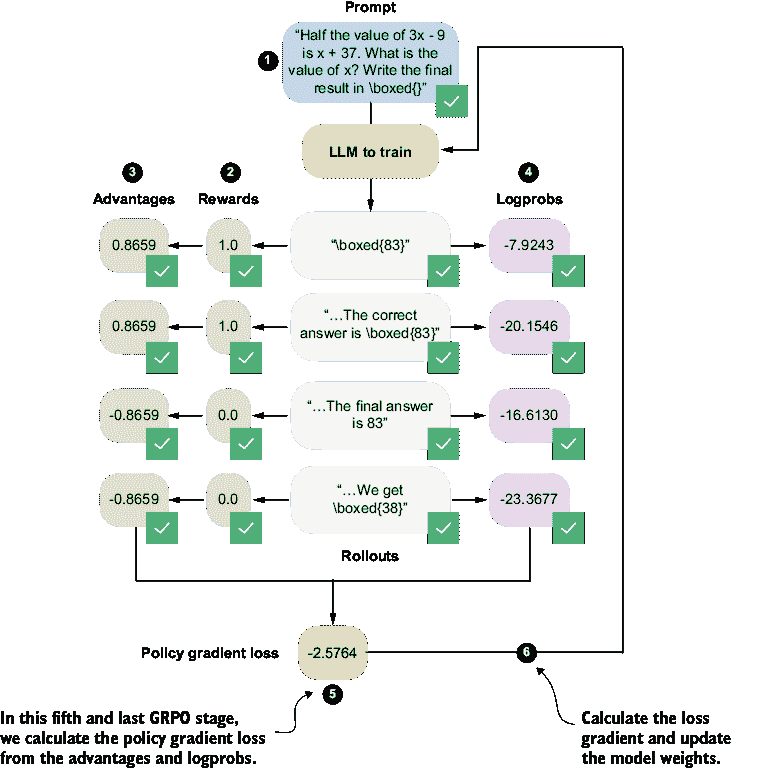 Prompt
1
“Half the value of 3x - 9
is x + 37. What is the
value of x? Write the final
result in \boxed{}”
LLM to train
3
2
4
Advantages
Rewards
Logprobs
0.8659
1.0
“\boxed{83}”
-7.9243
0.8659
1.0
“...The correct
answer is \boxed{83}”
-20.1546
-0.8659
0.0
“...The final answer
is 83”
-16.6130
-0.8659
0.0
“...We get
\boxed{38}”
-23.3677
Rollouts
Policy gradient loss
-2.5764
6
5
In this fifth and last GRPO stage,
we calculate the policy gradient loss
from the advantages and logprobs.
Calculate the loss
gradient and update
the model weights.